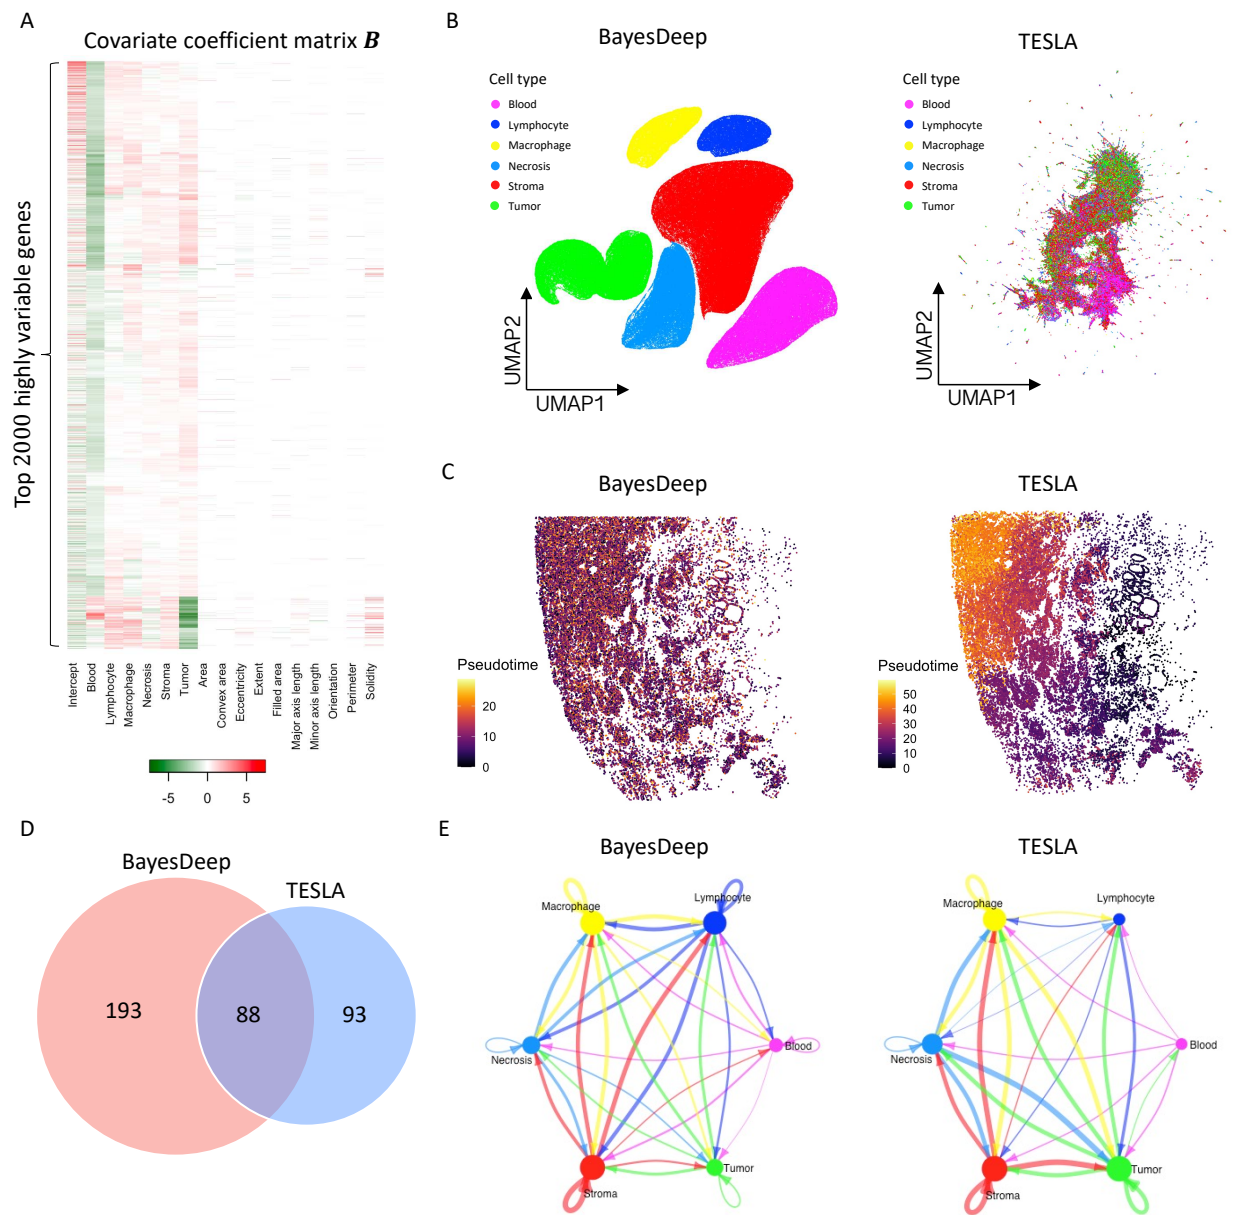 A
Covariate coefficient matrix B
Top 2000 highly variable genes
Intercept
Blood
Lymphocyte
Macrophage
Necrosis
Stroma
Tumor
Area
Convex area
Eccentricity
Extent
Filled area
Major axis length
Minor axis length
Orientation
Perimeter
Solidity
-5 0 5
B
BayesDeep
Cell type
Blood
Lymphocyte
Macrophage
Necrosis
Stroma
Tumor
UMAP2
UMAP1
TESLA
Cell type
Blood
Lymphocyte
Macrophage
Necrosis
Stroma
Tumor
UMAP2
UMAP1
C
BayesDeep
Pseudotime
20
10
0
TESLA
Pseudotime
50
40
30
20
10
0
D
BayesDeep
TESLA
193 88 93
E
BayesDeep
Macrophage
Lymphocyte
Necrosis
Blood
Stroma
Tumor
TESLA
Macrophage
Lymphocyte
Necrosis
Blood
Stroma
Tumor